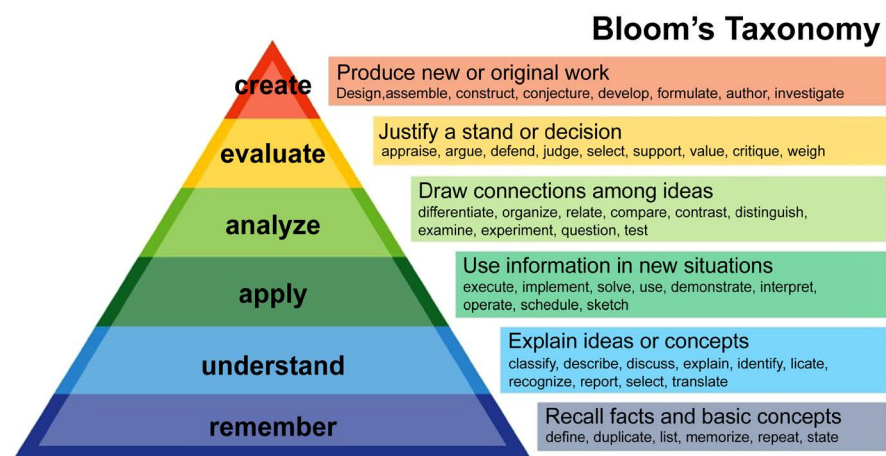 Bloom's Taxonomy
create
Produce new or original work
Design,assemble, construct, conjecture, develop, formulate, author, investigate
evaluate
Justify a stand or decision
appraise, argue, defend, judge, select, support, value, critique, weigh
analyze
Draw connections among ideas
differentiate, organize, relate, compare, contrast, distinguish,
examine, experiment, question, test
apply
Use information in new situations
execute, implement, solve, use, demonstrate, interpret,
operate, schedule, sketch
understand
Explain ideas or concepts
classify, describe, discuss, explain, identify, licate,
recognize, report, select, translate
remember
Recall facts and basic concepts
define, duplicate, list, memorize, repeat, state